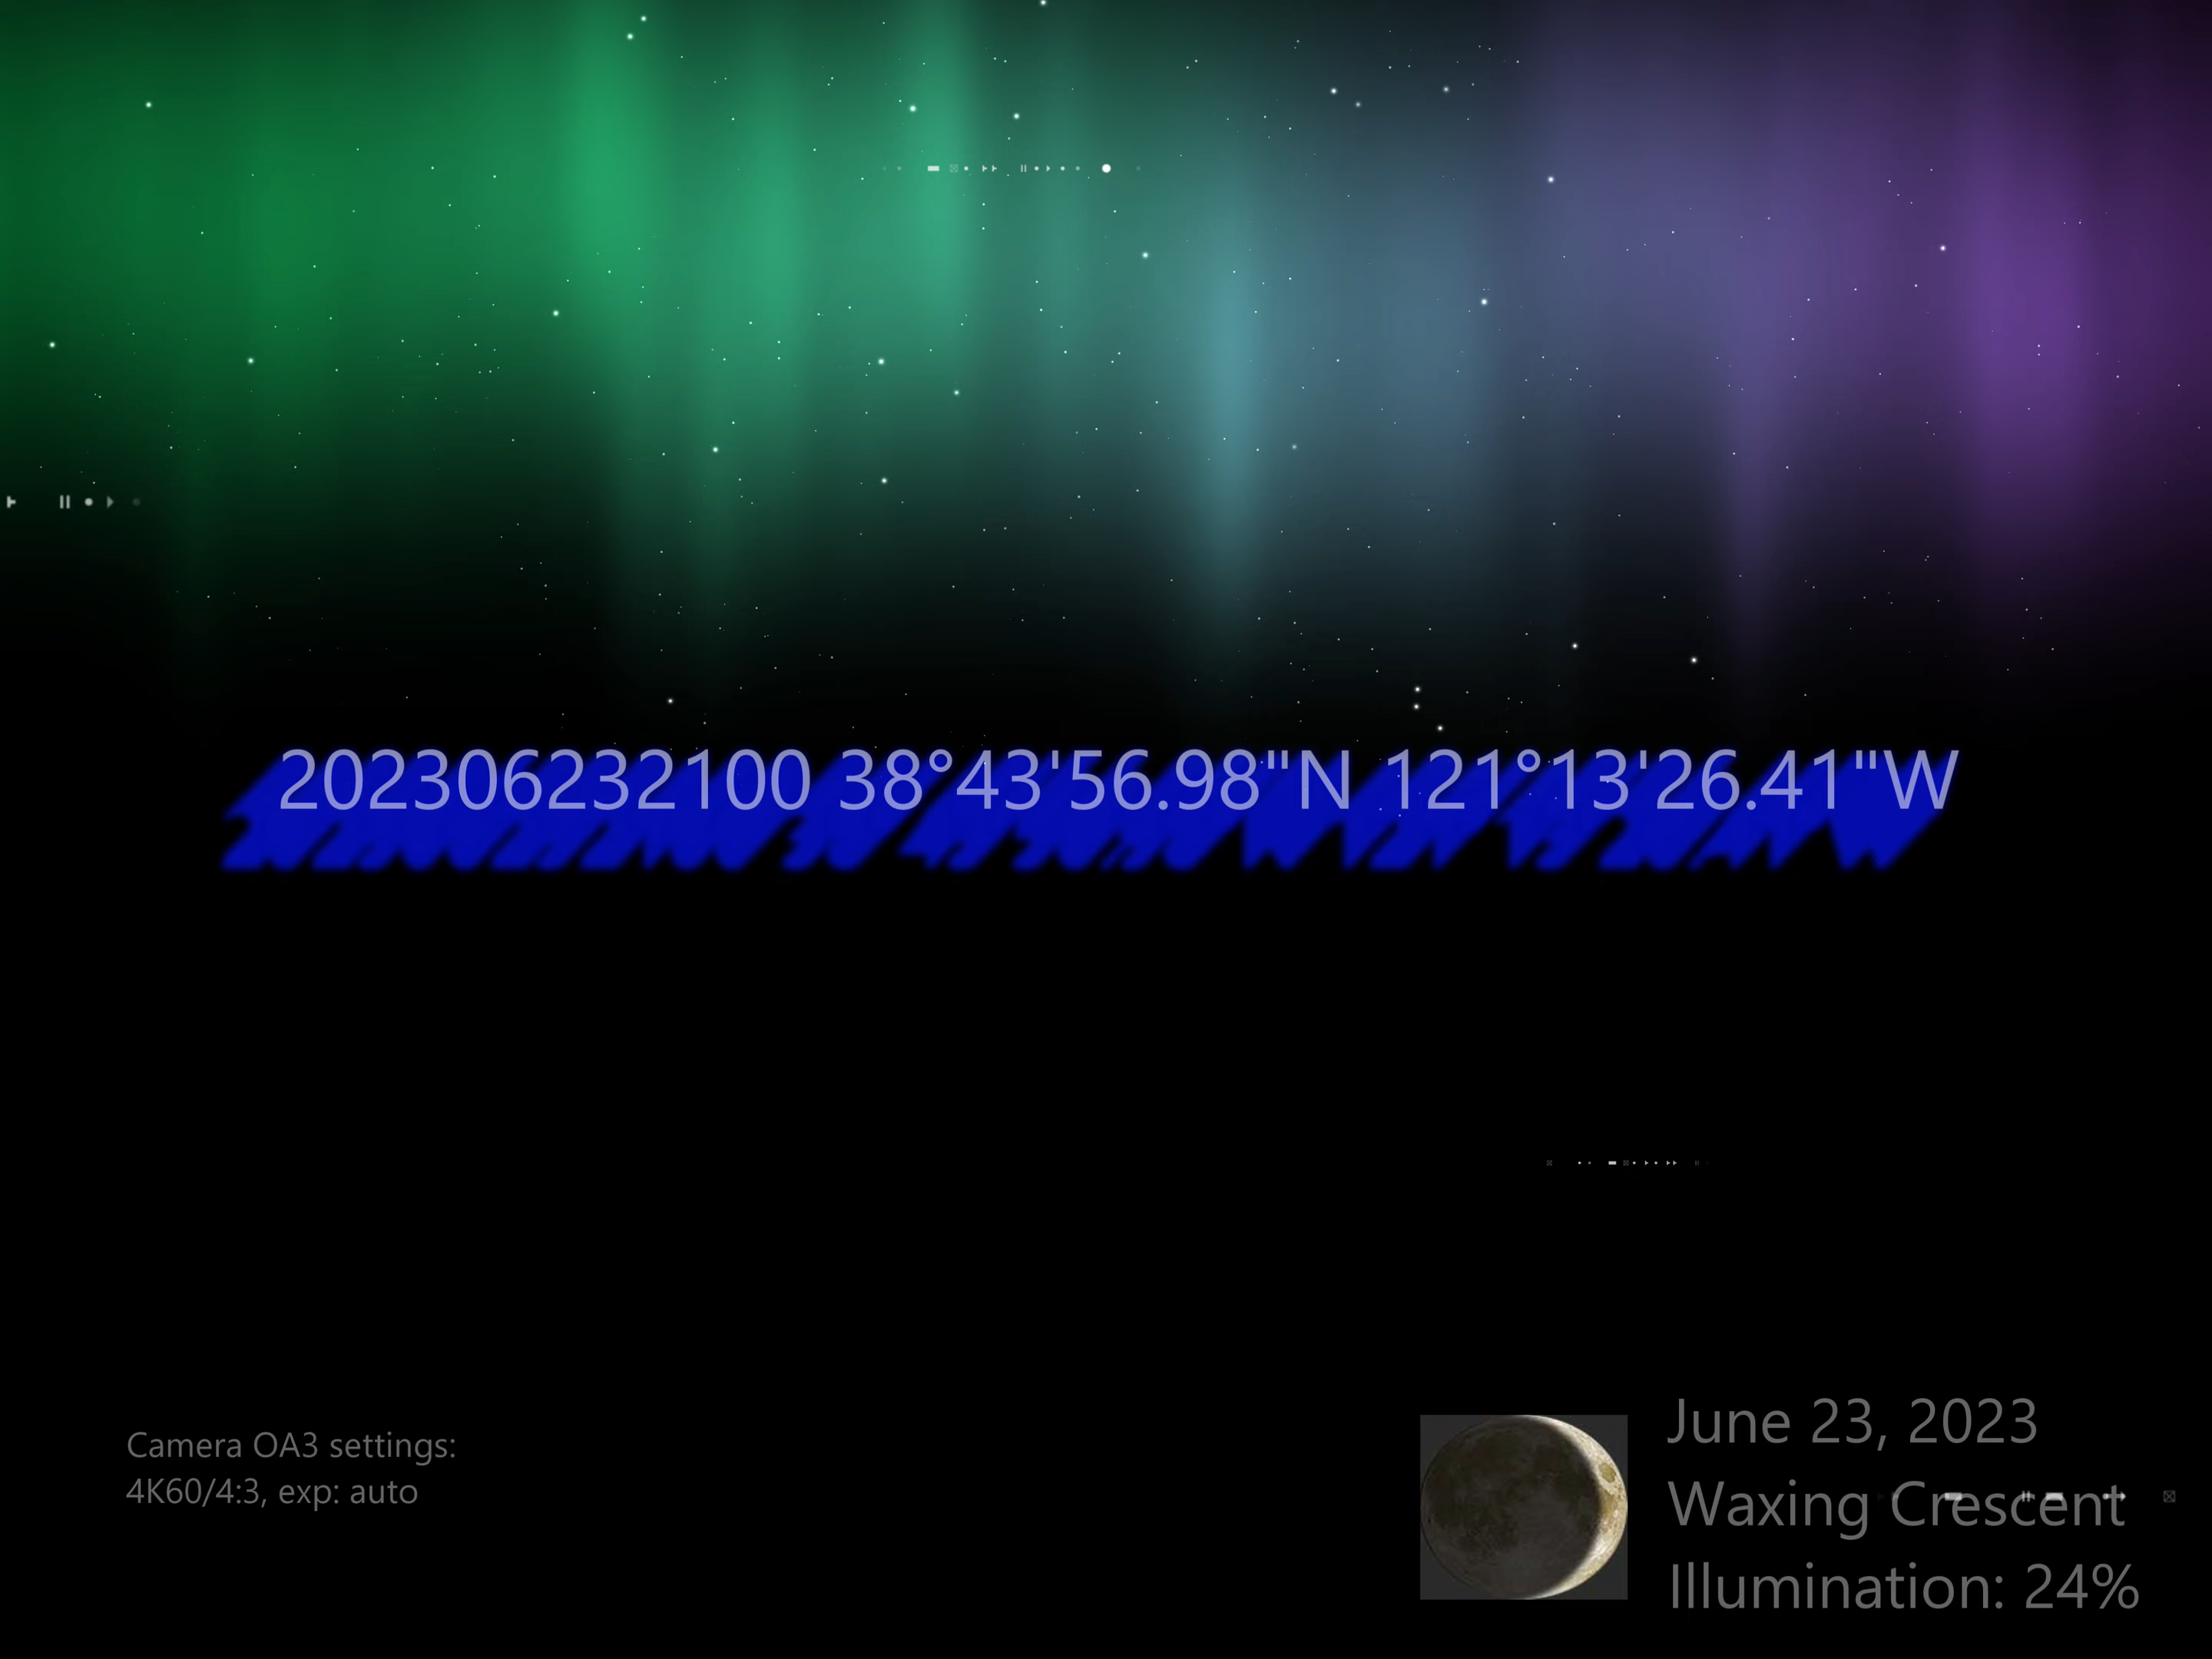 202306232100 38°43'56.98"N 121°13'26.41"W
Camera OA3 settings:
4K60/4:3, exp: auto
June 23, 2023
Waxing Crescent
Illumination: 24%